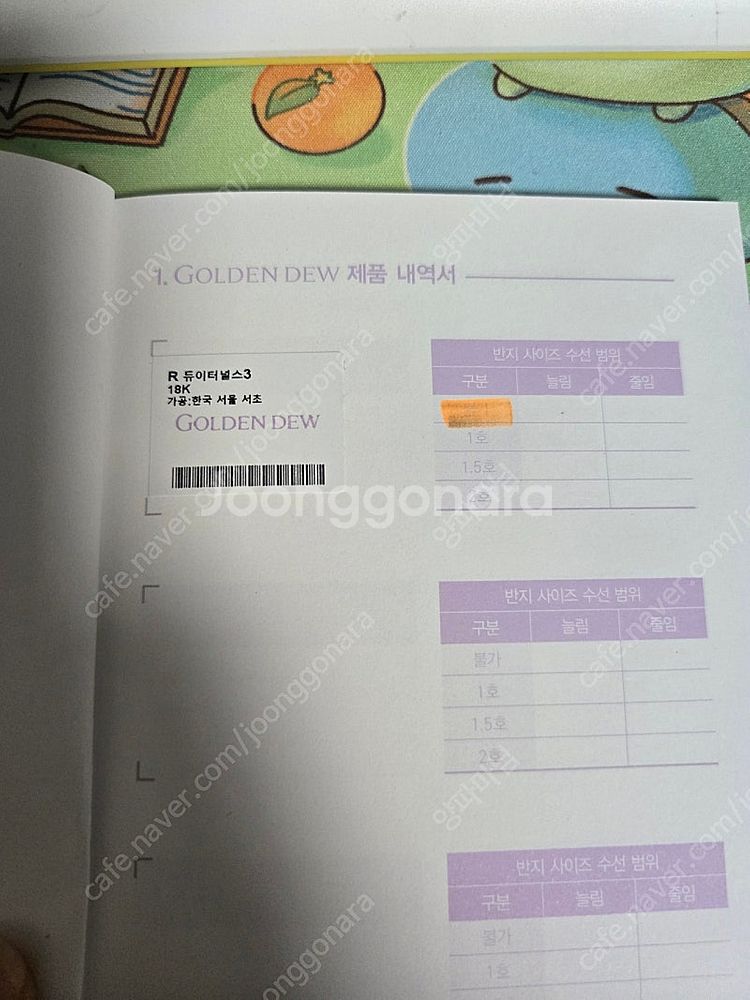 1. GOLDEN DEW 제품 내역서
R 듀이터널스3
18K
가공:한국 서울 서초
GOLDEN DEW
반지 사이즈 수선 범위
구분 늘림 줄임
1호
1.5호
2호
반지 사이즈 수선 범위
구분 늘림 줄임
불가
1호
1.5호
2호
반지 사이즈 수선 범위
구분 늘림 줄임
불가
1호
Joonggonara
cafe.naver.com/joonggonara